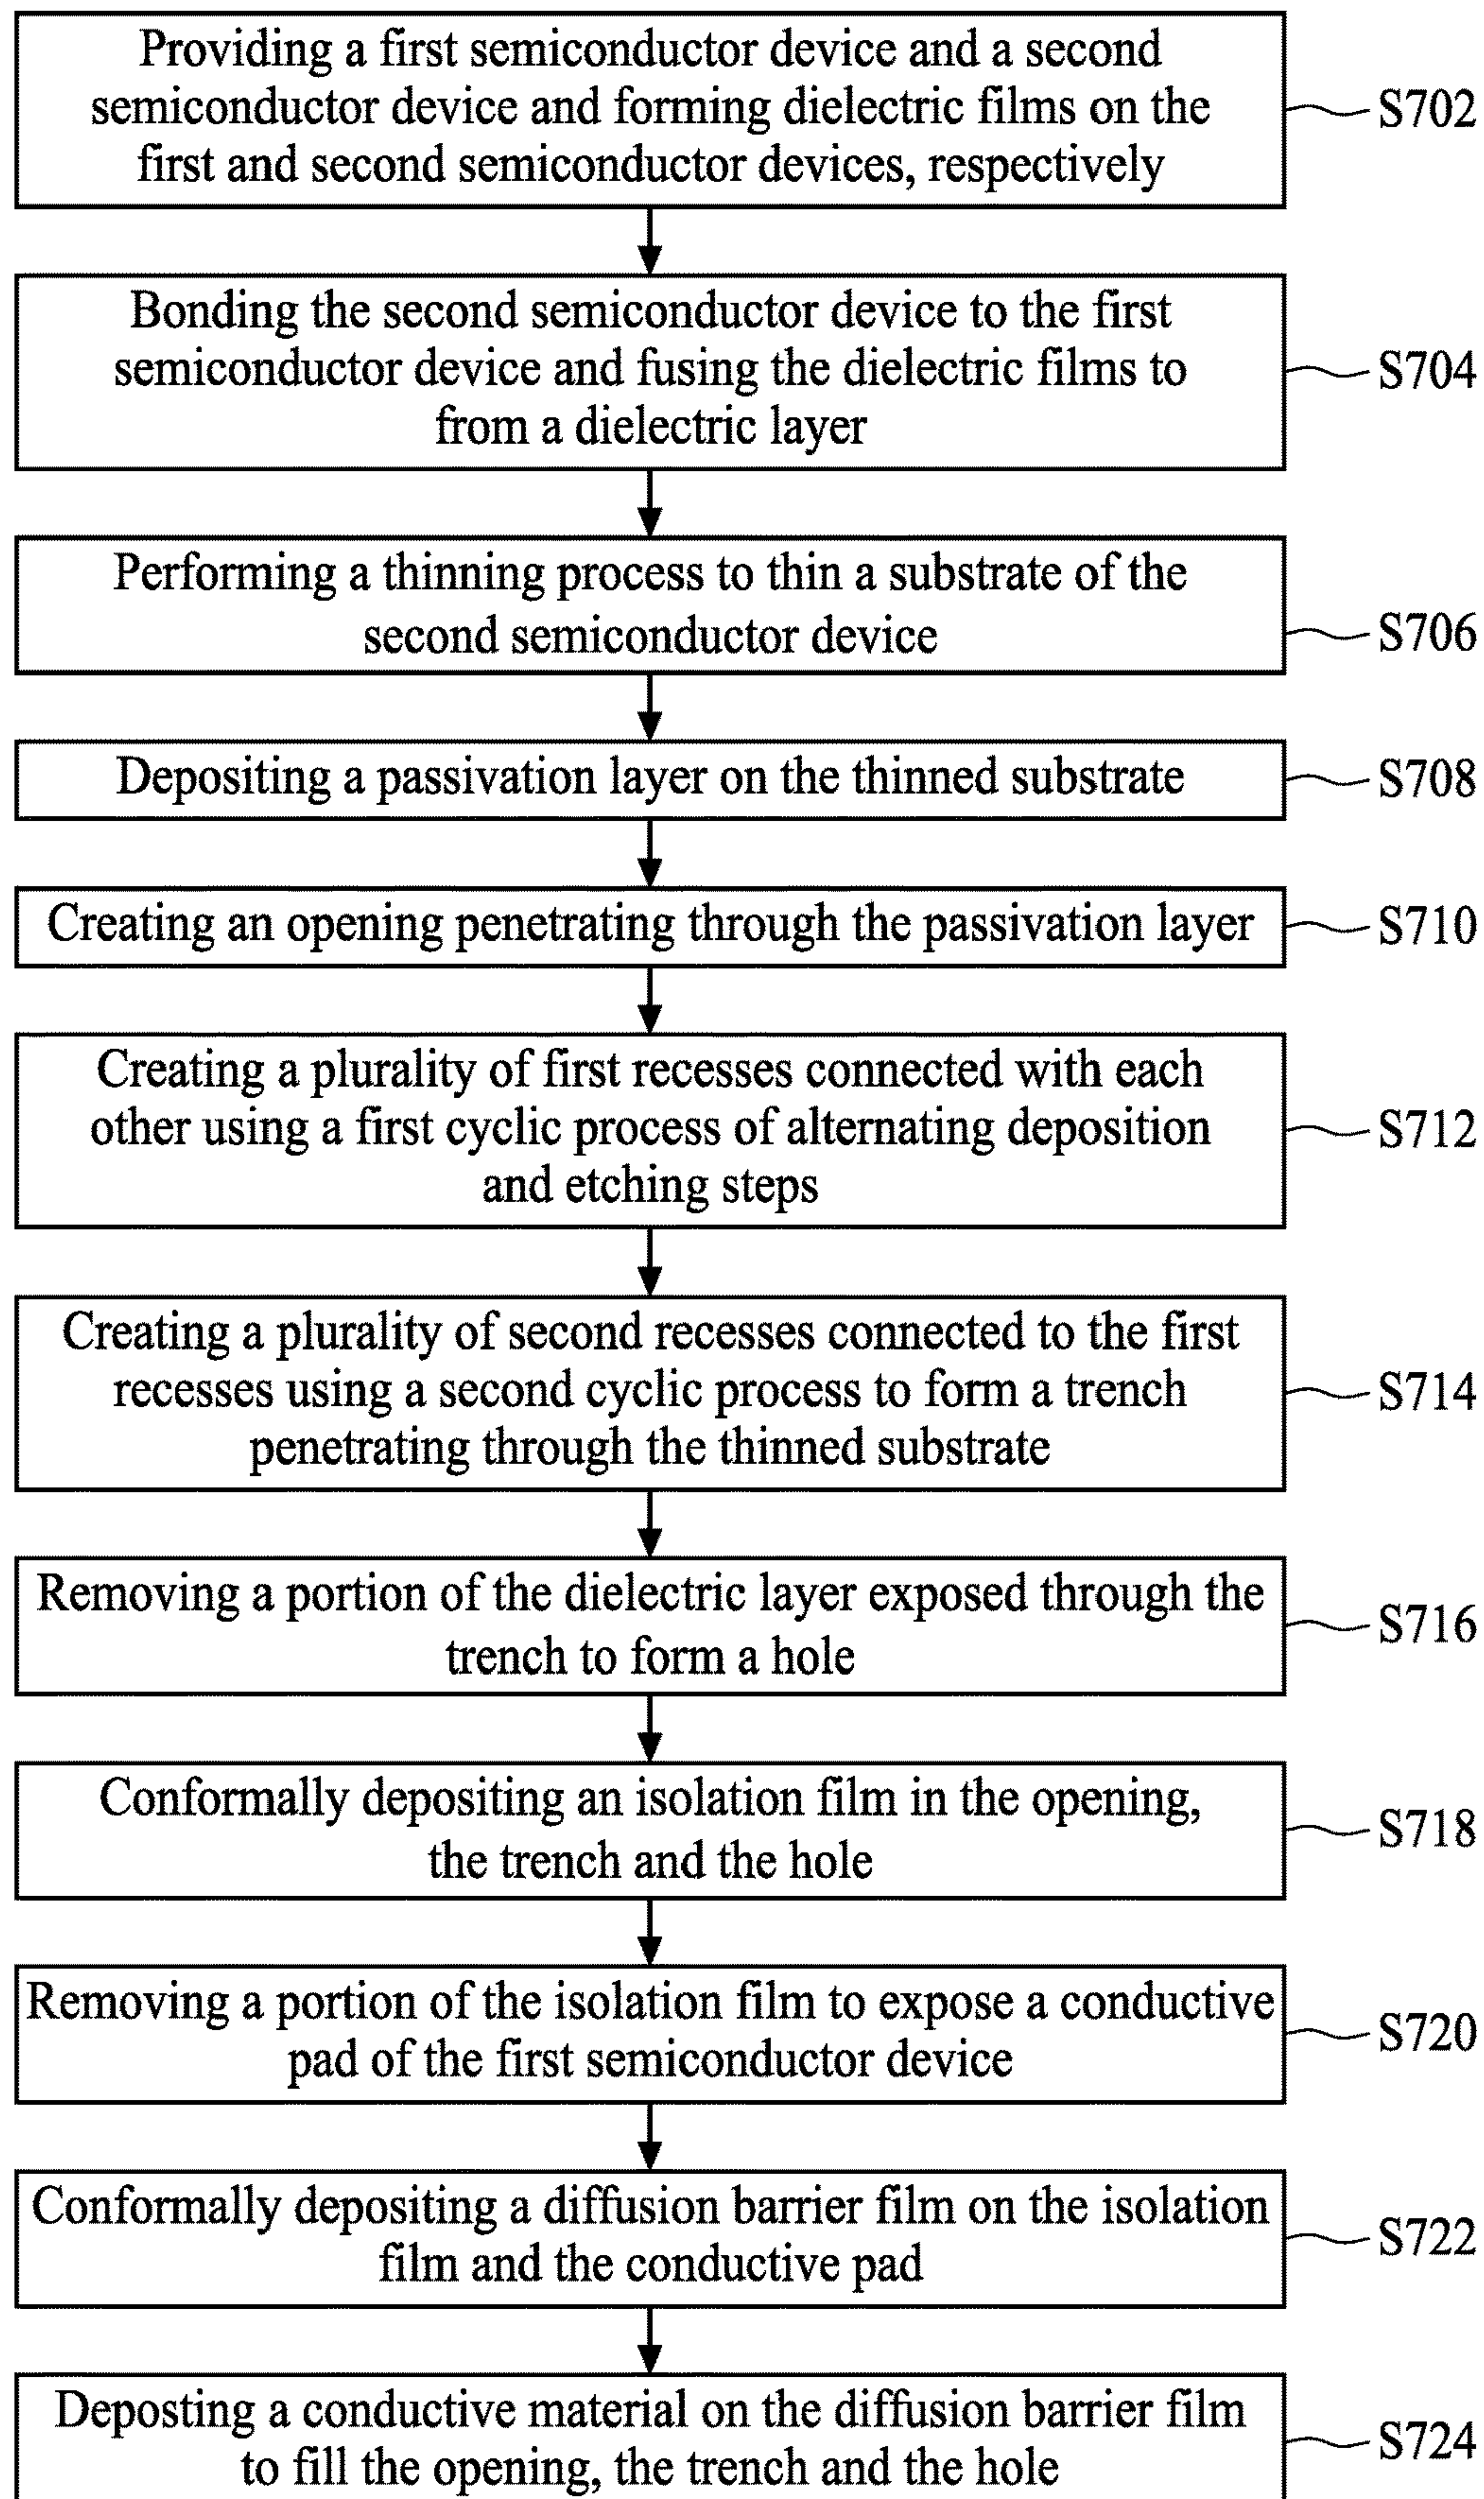 Providing a first semiconductor device and a second
semiconductor device and forming dielectric films on the
first and second semiconductor devices, respectively
S702
Bonding the second semiconductor device to the first
semiconductor device and fusing the dielectric films to
from a dielectric layer
S704
Performing a thinning process to thin a substrate of the
second semiconductor device
S706
Depositing a passivation layer on the thinned substrate
S708
Creating an opening penetrating through the passivation layer
S710
Creating a plurality of first recesses connected with each
other using a first cyclic process of alternating deposition
and etching steps
S712
Creating a plurality of second recesses connected to the first
recesses using a second cyclic process to form a trench
penetrating through the thinned substrate
S714
Removing a portion of the dielectric layer exposed through the
trench to form a hole
S716
Conformally depositing an isolation film in the opening,
the trench and the hole
S718
Removing a portion of the isolation film to expose a conductive
pad of the first semiconductor device
S720
Conformally depositing a diffusion barrier film on the isolation
film and the conductive pad
S722
Deposting a conductive material on the diffusion barrier film
to fill the opening, the trench and the hole
S724